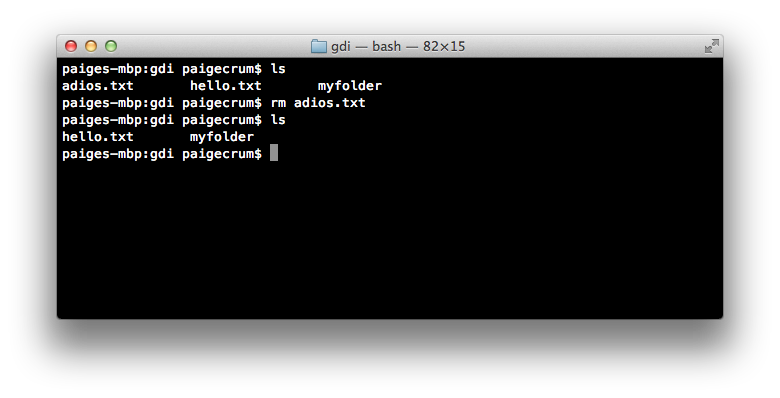 gdi — bash — 82×15
paiges-mbp:gdi paigecrum$ ls
adios.txt       hello.txt       myfolder
paiges-mbp:gdi paigecrum$ rm adios.txt
paiges-mbp:gdi paigecrum$ ls
hello.txt       myfolder
paiges-mbp:gdi paigecrum$